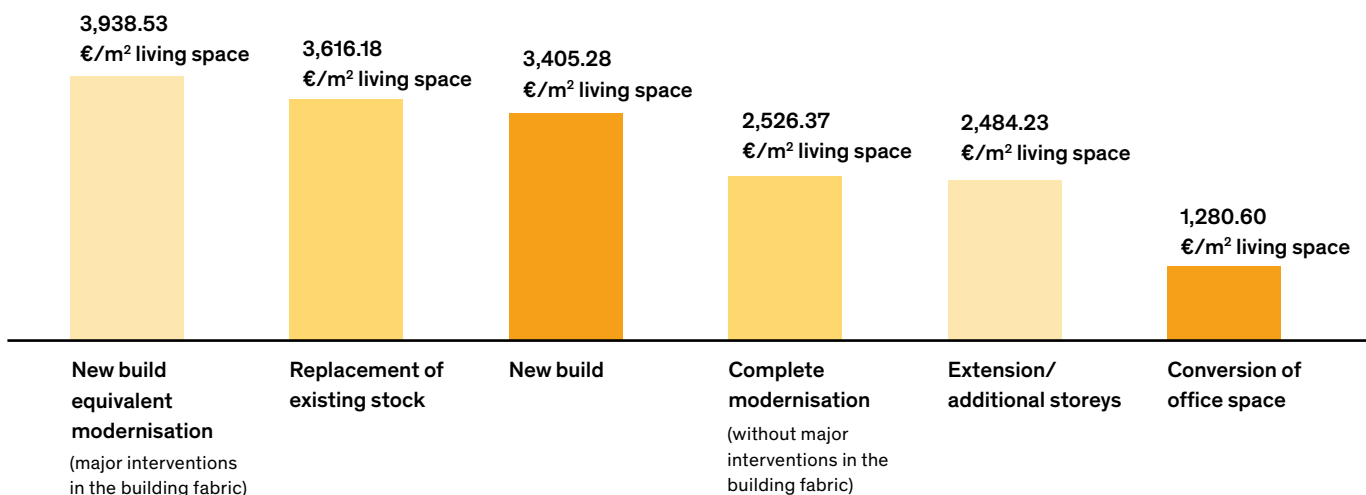 3,938.53
€/m² living space
3,616.18
€/m² living space
3,405.28
€/m² living space
2,526.37
€/m² living space
2,484.23
€/m² living space
1,280.60
€/m² living space
New build
equivalent
modernisation
(major interventions
in the building fabric)
Replacement of
existing stock
New build
Complete
modernisation
(without major
interventions in the
building fabric)
Extension/
additional storeys
Conversion of
office space